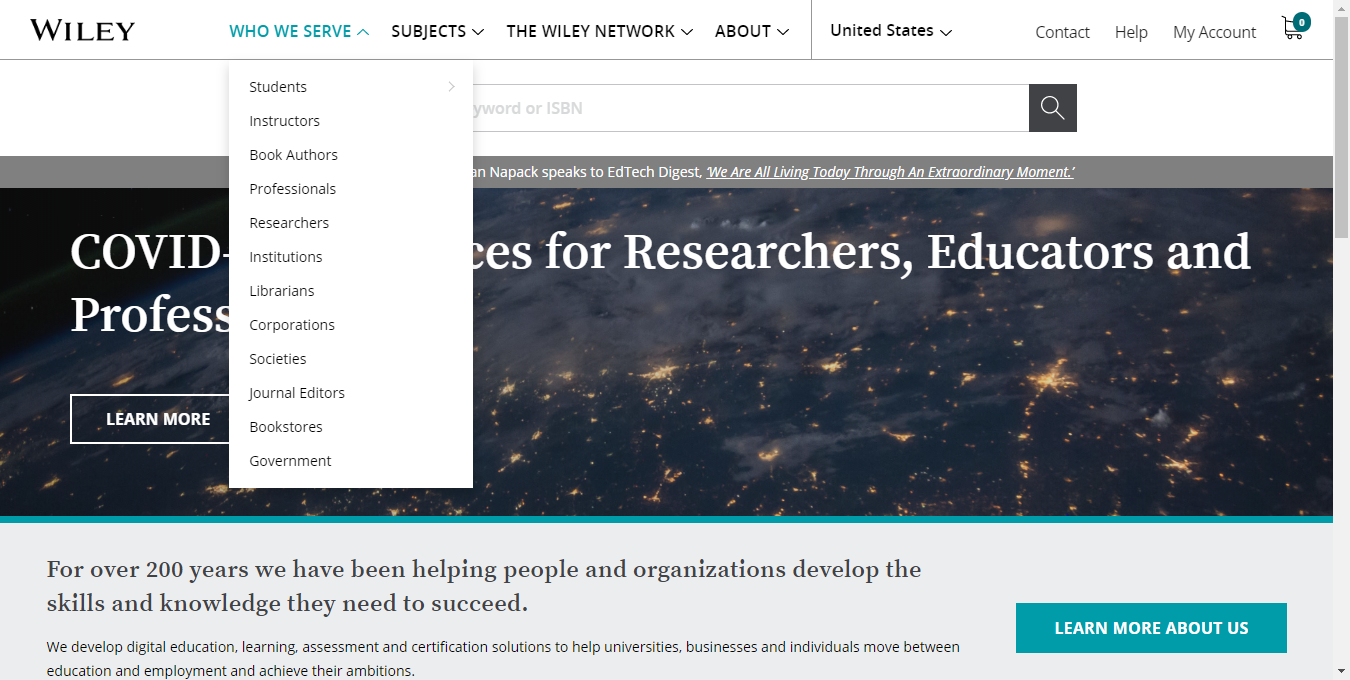 WILEY
WHO WE SERVE SUBJECTS THE WILEY NETWORK ABOUT United States Contact Help My Account 0
Students
Instructors
Book Authors
Professionals
Researchers
Institutions
Librarians
Corporations
Societies
Journal Editors
Bookstores
Government
or ISBN
Napack speaks to EdTech Digest, ‘We Are All Living Today Through An Extraordinary Moment.’
COVID- for Researchers, Educators and
LEARN MORE
For over 200 years we have been helping people and organizations develop the
skills and knowledge they need to succeed.
We develop digital education, learning, assessment and certification solutions to help universities, businesses and individuals move between
education and employment and achieve their ambitions.
LEARN MORE ABOUT US